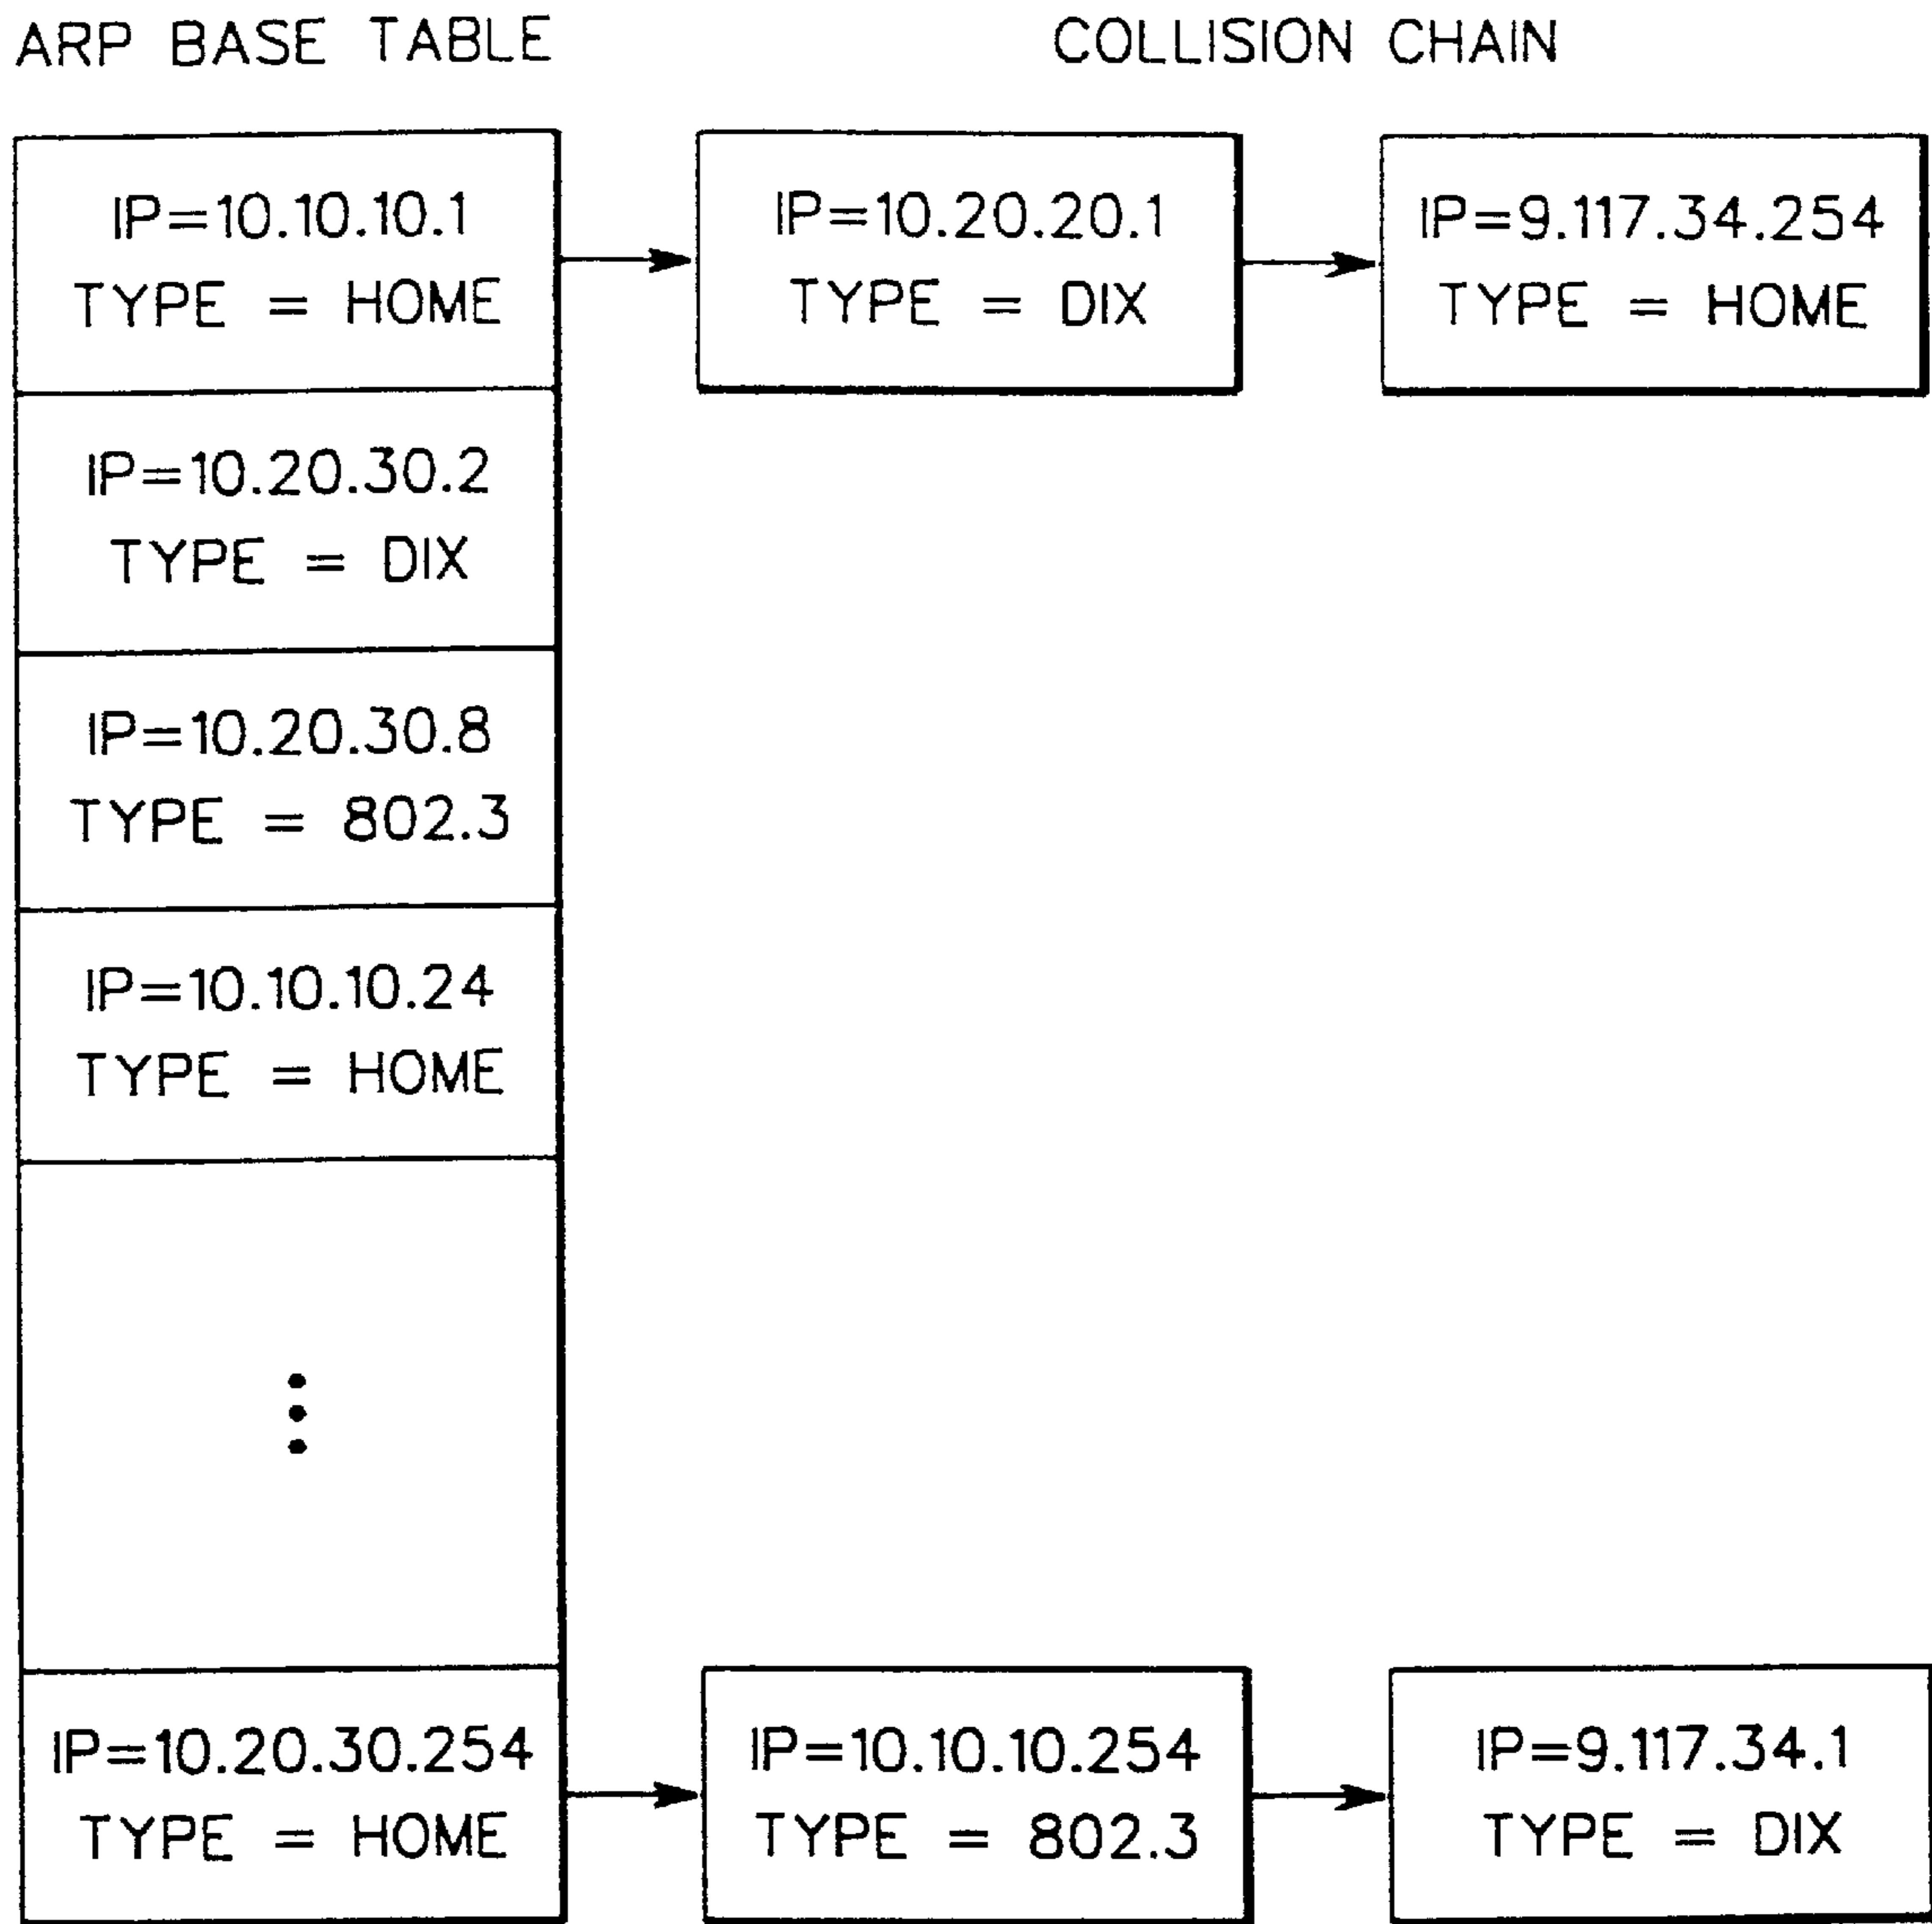 ARP BASE TABLE
COLLISION CHAIN
IP=10.10.10.1
TYPE = HOME
IP=10.20.20.1
TYPE = DIX
IP=9.117.34.254
TYPE = HOME
IP=10.20.30.2
TYPE = DIX
IP=10.20.30.8
TYPE = 802.3
IP=10.10.10.24
TYPE = HOME
IP=10.20.30.254
TYPE = HOME
IP=10.10.10.254
TYPE = 802.3
IP=9.117.34.1
TYPE = DIX